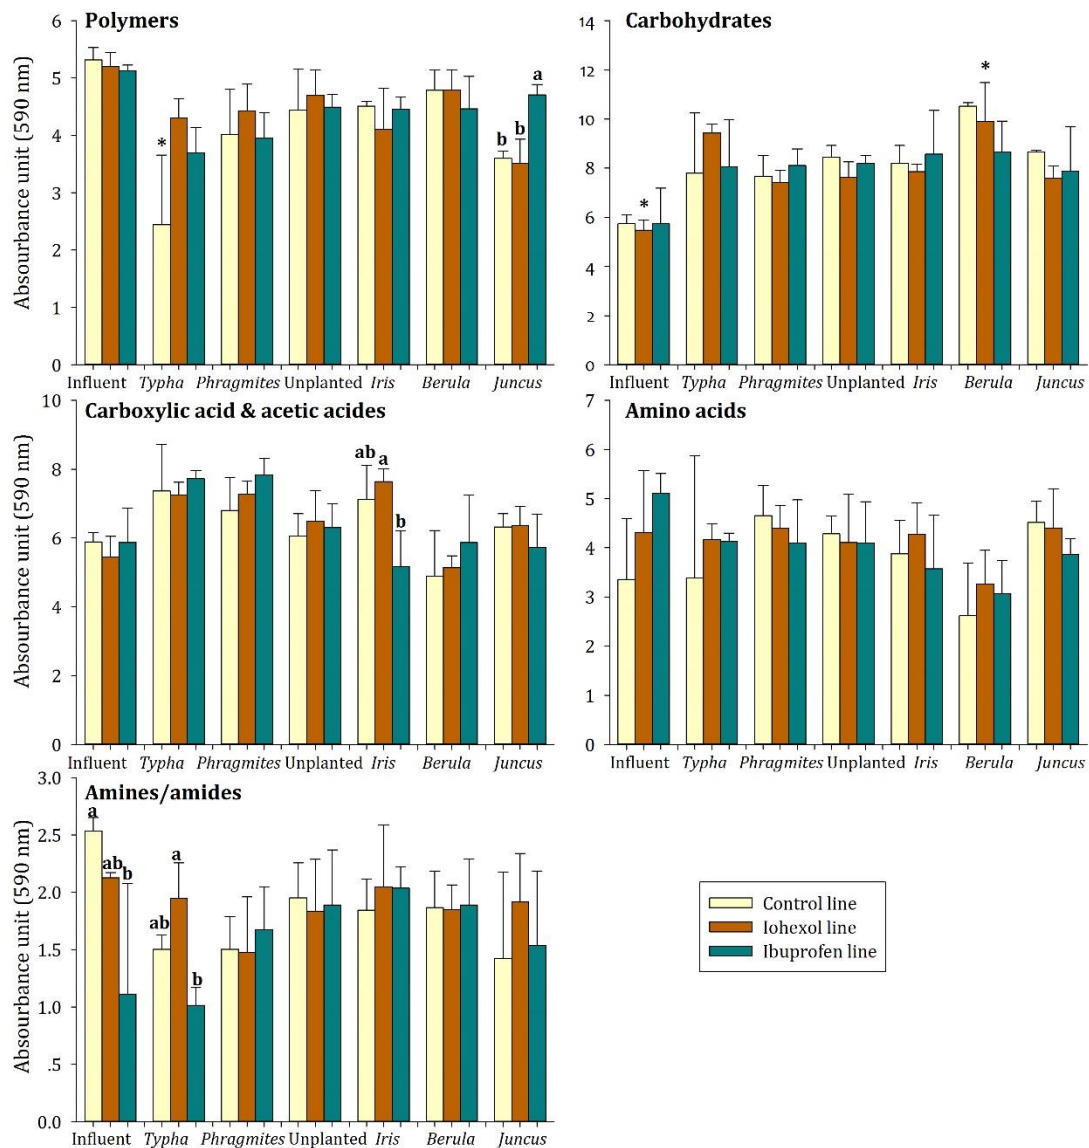 Polymers
6
5
4
3
2
1
0
Absourbance unit (590 nm)
*
b
b
a
Influent Typha Phragmites Unplanted Iris Berula Juncus
Carbohydrates
14
12
10
8
6
4
2
0
*
*
Influent Typha Phragmites Unplanted Iris Berula Juncus
Carboxylic acid & acetic acides
10
8
6
4
2
0
Absourbance unit (590 nm)
ab
a
b
Influent Typha Phragmites Unplanted Iris Berula Juncus
Amino acids
7
6
5
4
3
2
1
0
Influent Typha Phragmites Unplanted Iris Berula Juncus
Amines/amides
3.0
2.5
2.0
1.5
1.0
.5
0.0
Absourbance unit (590 nm)
a
ab
b
ab
a
b
Influent Typha Phragmites Unplanted Iris Berula Juncus
Control line
Iohexol line
Ibuprofen line